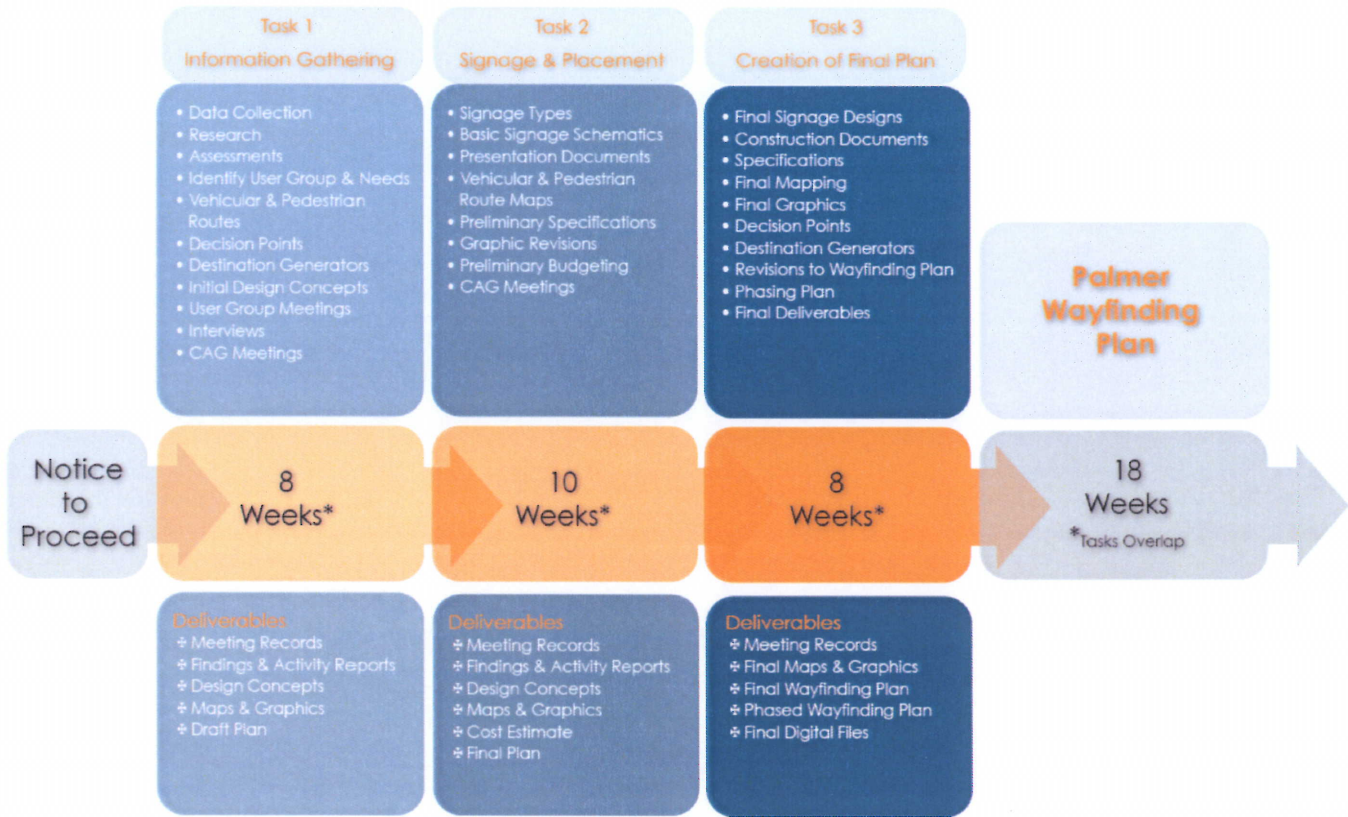 Task 1
Information Gathering
• Data Collection
• Research
• Assessments
• Identify User Group & Needs
• Vehicular & Pedestrian
Routes
• Decision Points
• Destination Generators
• Initial Design Concepts
• User Group Meetings
• Interviews
• CAG Meetings
Task 2
Signage & Placement
• Signage Types
• Basic Signage Schematics
• Presentation Documents
• Vehicular & Pedestrian
Route Maps
• Preliminary Specifications
• Graphic Revisions
• Preliminary Budgeting
• CAG Meetings
Task 3
Creation of Final Plan
• Final Signage Designs
• Construction Documents
• Specifications
• Final Mapping
• Final Graphics
• Decision Points
• Destination Generators
• Revisions to Wayfinding Plan
• Phasing Plan
• Final Deliverables
Palmer
Wayfinding
Plan
Notice
to
Proceed
8
Weeks*
10
Weeks*
8
Weeks*
18
Weeks
*Tasks Overlap
Deliverables
✣ Meeting Records
✣ Findings & Activity Reports
✣ Design Concepts
✣ Maps & Graphics
✣ Draft Plan
Deliverables
✣ Meeting Records
✣ Findings & Activity Reports
✣ Design Concepts
✣ Maps & Graphics
✣ Cost Estimate
✣ Final Plan
Deliverables
✣ Meeting Records
✣ Final Maps & Graphics
✣ Final Wayfinding Plan
✣ Phased Wayfinding Plan
✣ Final Digital Files